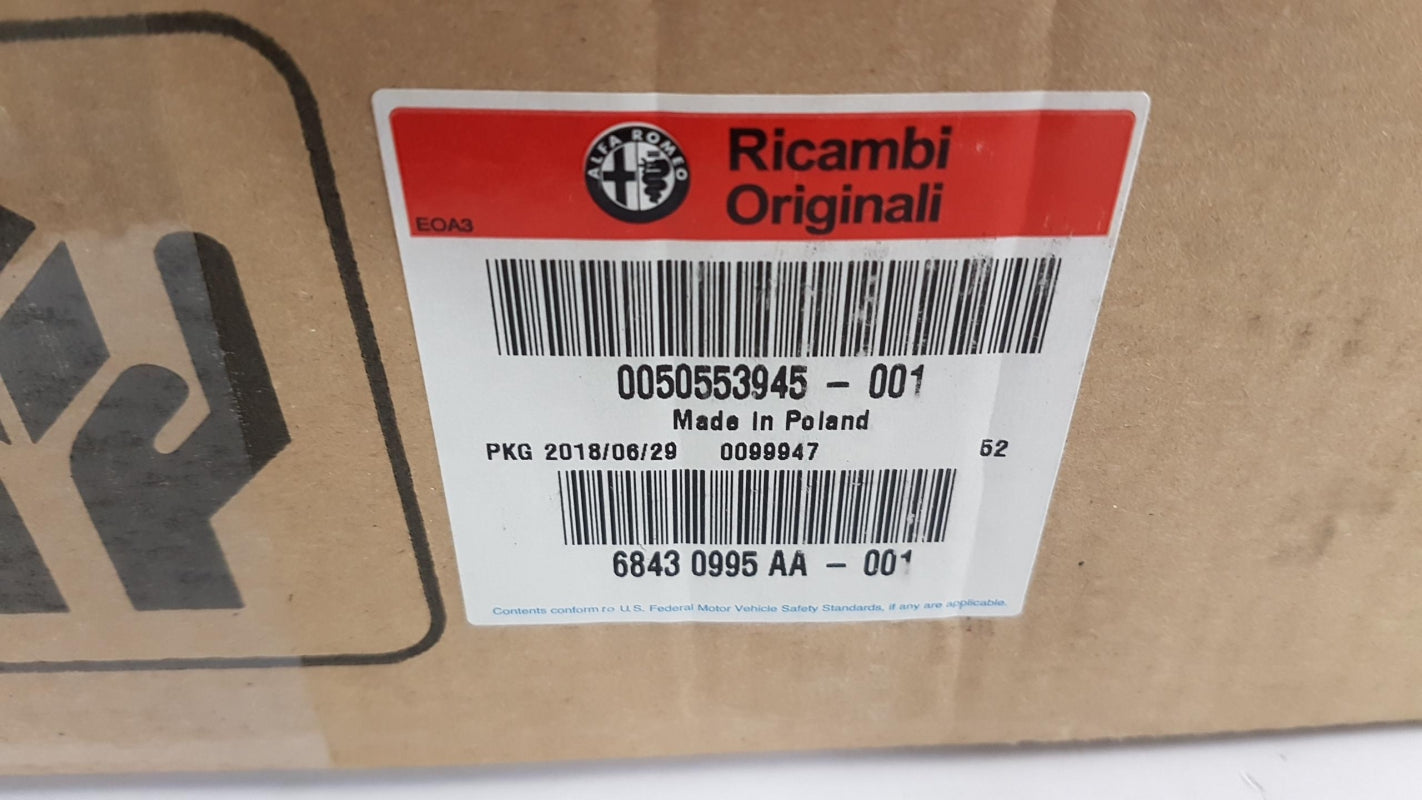 ALFA ROMEO
Ricambi
Originali
EOA3
0050553945 - 001
Made in Poland
PKG 2018/06/29 0099947 52
6843 0995 AA - 001
Contents conform to U.S. Federal Motor Vehicle Safety Standards, if any are applicable.